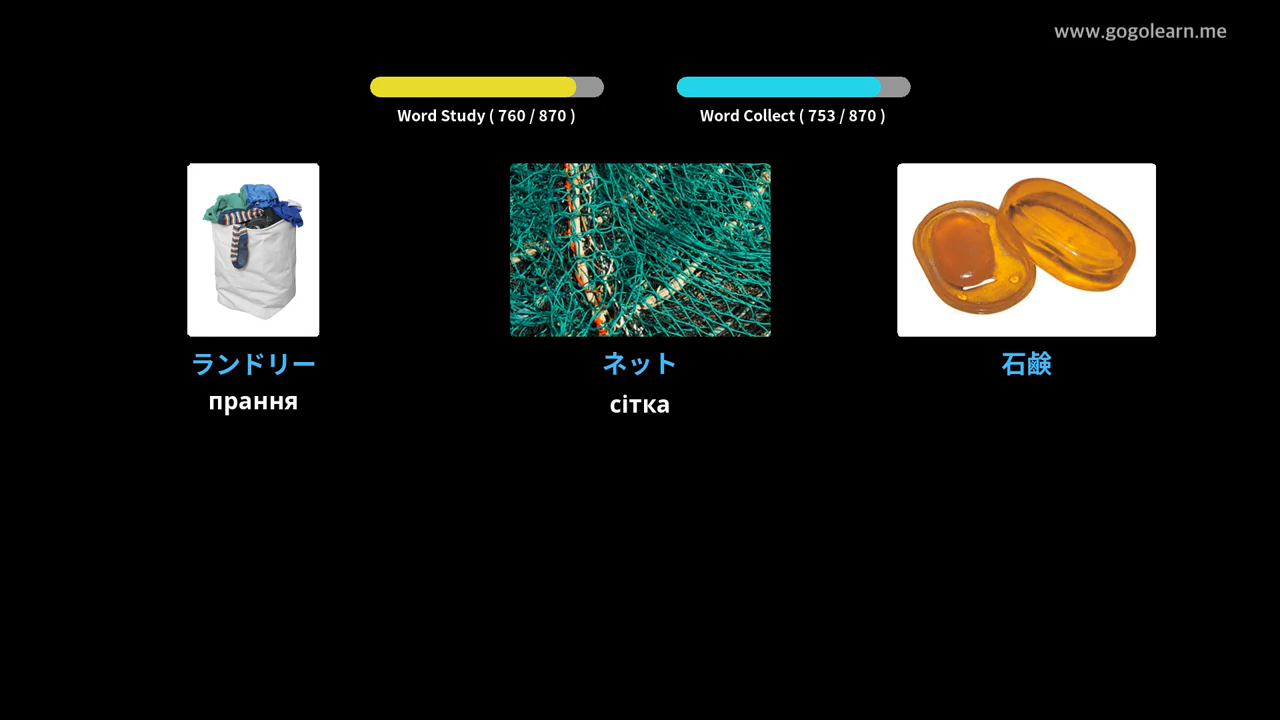 www.gogolearn.me
Word Study ( 760 / 870 )
Word Collect ( 753 / 870 )
ランドリー
прання
ネット
сітка
石鹸